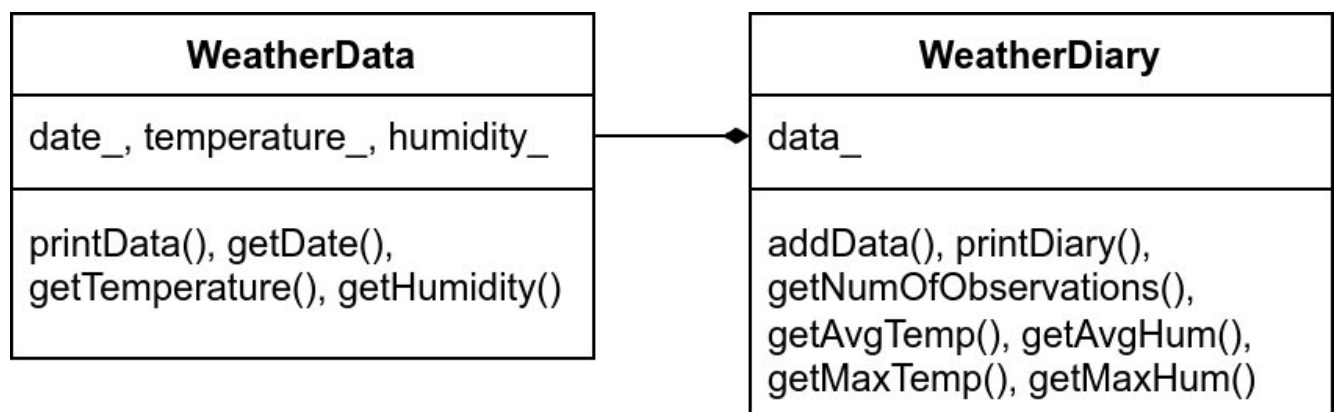 WeatherData
date_, temperature_, humidity_
printData(), getDate(),
getTemperature(), getHumidity()
WeatherDiary
data_
addData(), printDiary(),
getNumOfObservations(),
getAvgTemp(), getAvgHum(),
getMaxTemp(), getMaxHum()